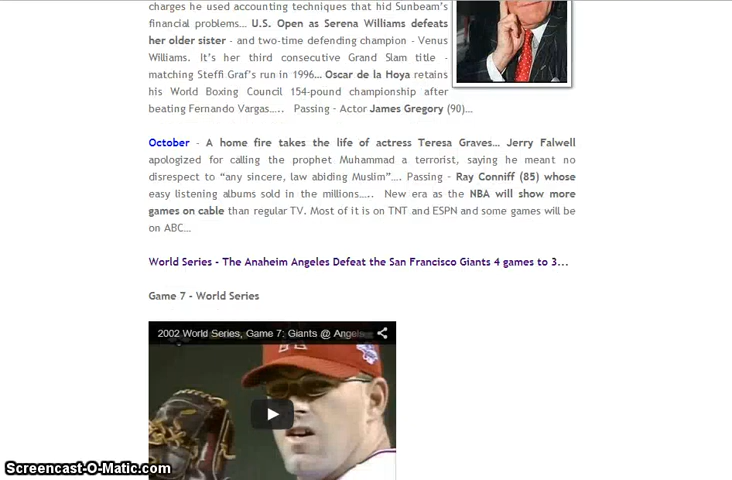 charges he used accounting techniques that hid Sunbeam's
financial problems… U.S. Open as Serena Williams defeats
her older sister - and two-time defending champion - Venus
Williams. It's her third consecutive Grand Slam title -
matching Steffi Graf's run in 1996… Oscar de la Hoya retains
his World Boxing Council 154-pound championship after
beating Fernando Vargas….. Passing - Actor James Gregory (90)…
October - A home fire takes the life of actress Teresa Graves… Jerry Falwell
apologized for calling the prophet Muhammad a terrorist, saying he meant no
disrespect to “any sincere, law abiding Muslim”…. Passing - Ray Conniff (85) whose
easy listening albums sold in the millions….. New era as the NBA will show more
games on cable than regular TV. Most of it is on TNT and ESPN and some games will be
on ABC…
World Series - The Anaheim Angeles Defeat the San Francisco Giants 4 games to 3...
Game 7 - World Series
2002 World Series, Game 7: Giants @ Angels
Screencast-O-Matic.com